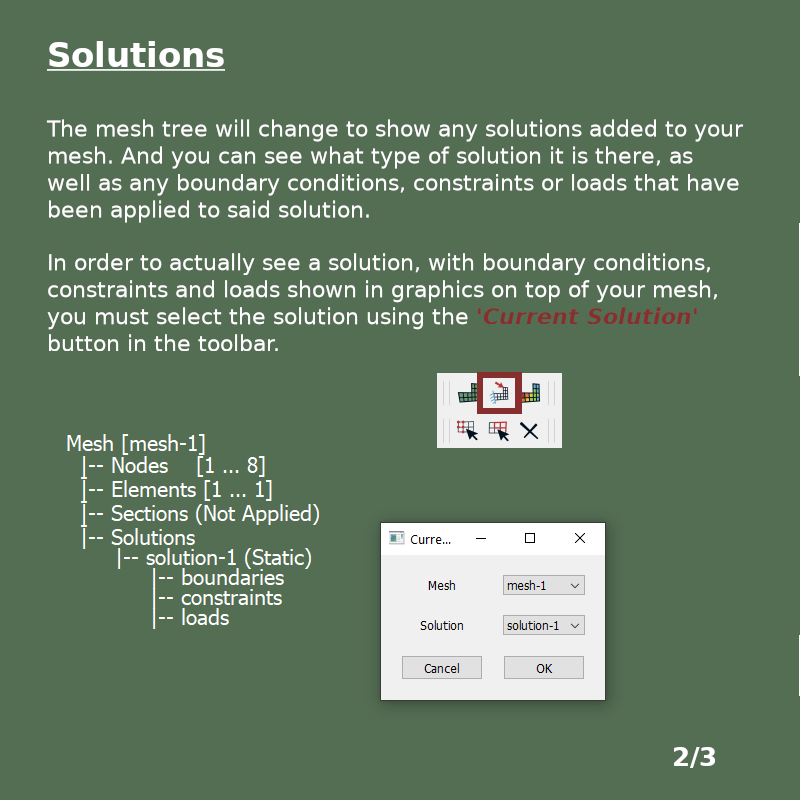 Solutions
The mesh tree will change to show any solutions added to your
mesh. And you can see what type of solution it is there, as
well as any boundary conditions, constraints or loads that have
been applied to said solution.
In order to actually see a solution, with boundary conditions,
constraints and loads shown in graphics on top of your mesh,
you must select the solution using the 'Current Solution'
button in the toolbar.
Mesh [mesh-1]
|-- Nodes [1 ... 8]
|-- Elements [1 ... 1]
|-- Sections (Not Applied)
|-- Solutions
|-- solution-1 (Static)
|-- boundaries
|-- constraints
|-- loads
Curre...
Mesh mesh-1
Solution solution-1
Cancel OK
2/3